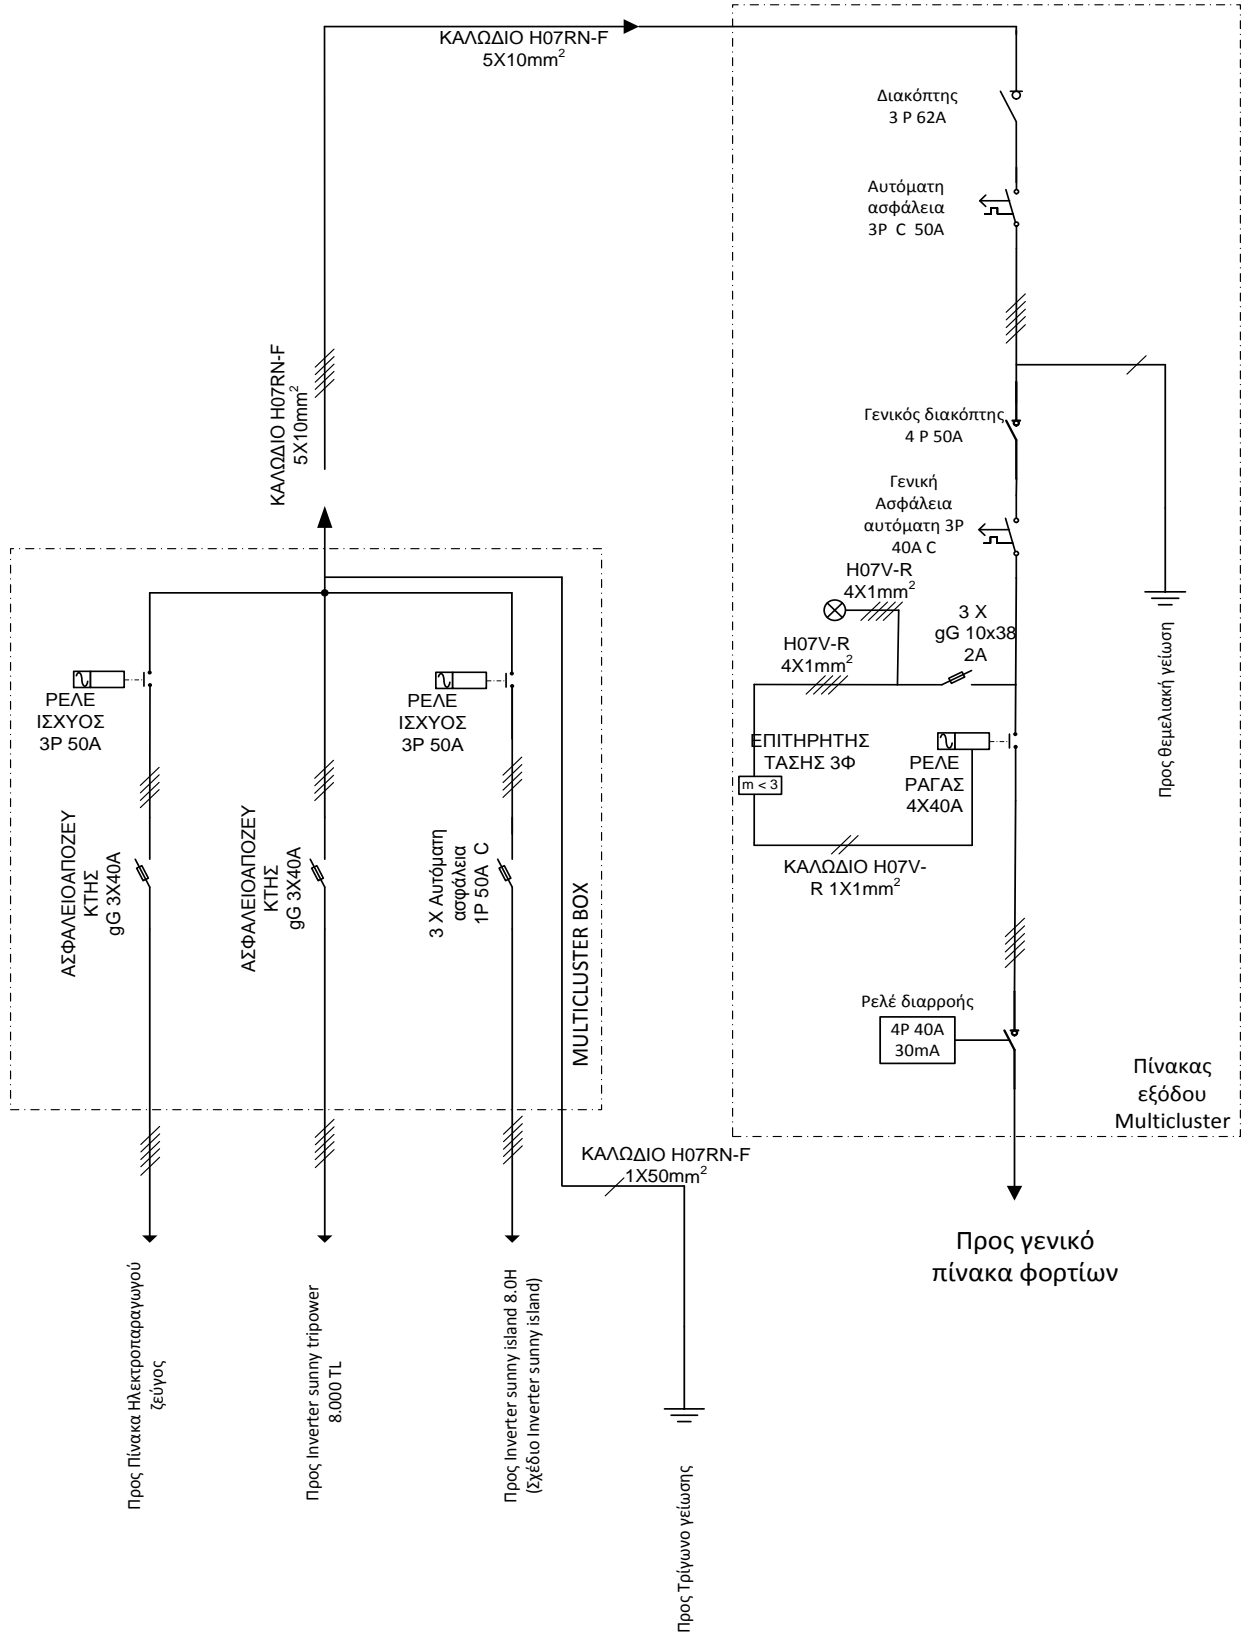 ΚΑΛΩΔΙΟ H07RN-F
5X10mm²
Διακόπτης
3 P 62A
Αυτόματη
ασφάλεια
3P C 50A
ΚΑΛΩΔΙΟ H07RN-F
5X10mm²
Γενικός διακόπτης
4 P 50A
Γενική
Ασφάλεια
αυτόματη 3P
40A C
H07V-R
4X1mm²
3 X
gG 10x38
2A
H07V-R
4X1mm²
Προς θεμελιακή γείωση
ΡΕΛΕ
ΙΣΧΥΟΣ
3P 50A
ΡΕΛΕ
ΙΣΧΥΟΣ
3P 50A
ΕΠΙΤΗΡΗΤΗΣ
ΤΑΣΗΣ 3Φ
m < 3
ΡΕΛΕ
ΡΑΓΑΣ
4X40A
ΚΑΛΩΔΙΟ H07V-
R 1X1mm²
ΑΣΦΑΛΕΙΟΑΠΟΖΕΥ
ΚΤΗΣ
gG 3X40A
ΑΣΦΑΛΕΙΟΑΠΟΖΕΥ
ΚΤΗΣ
gG 3X40A
3 X Αυτόματη
ασφάλεια
1P 50A C
MULTICLUSTER BOX
Ρελέ διαρροής
4P 40A
30mA
Πίνακας
εξόδου
Multicluster
ΚΑΛΩΔΙΟ H07RN-F
1X50mm²
Προς γενικό
πίνακα φορτίων
Προς Πίνακα Ηλεκτροπαραγωγού
ζεύγος
Προς Inverter sunny tripower
8.000 TL
Προς Inverter sunny island 8.0H
(Σχέδιο Inverter sunny island)
Προς Τρίγωνο γείωσης